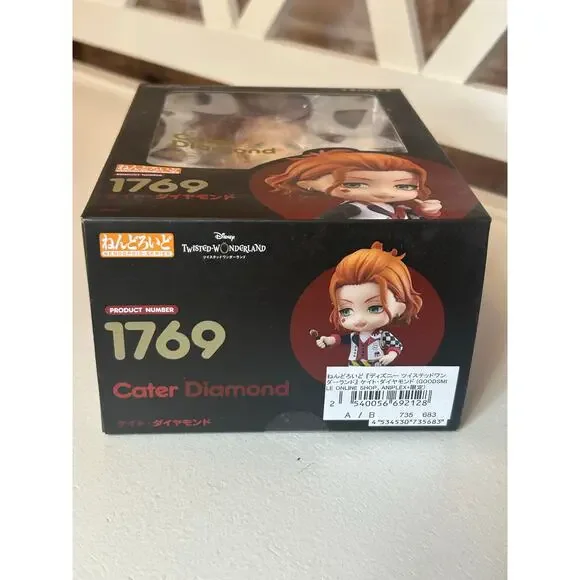 Cater
Diamond
ねんどろいど
PRODUCT NUMBER
1769
ケイト・ダイヤモンド
ねんどろいど
NENDOROID SERIES
Disney
TWISTED-WONDERLAND
ツイステッドワンダーランド
PRODUCT NUMBER
1769
Cater Diamond
ケイト・ダイヤモンド
ねんどろいど『ディズニー ツイステッドワン
ダーランド』 ケイト・ダイヤモンド (GOODSMI
LE ONLINE SHOP, ANIPLEX+限定)
2 540056 692128
A / B 735 683
4 534530 735683